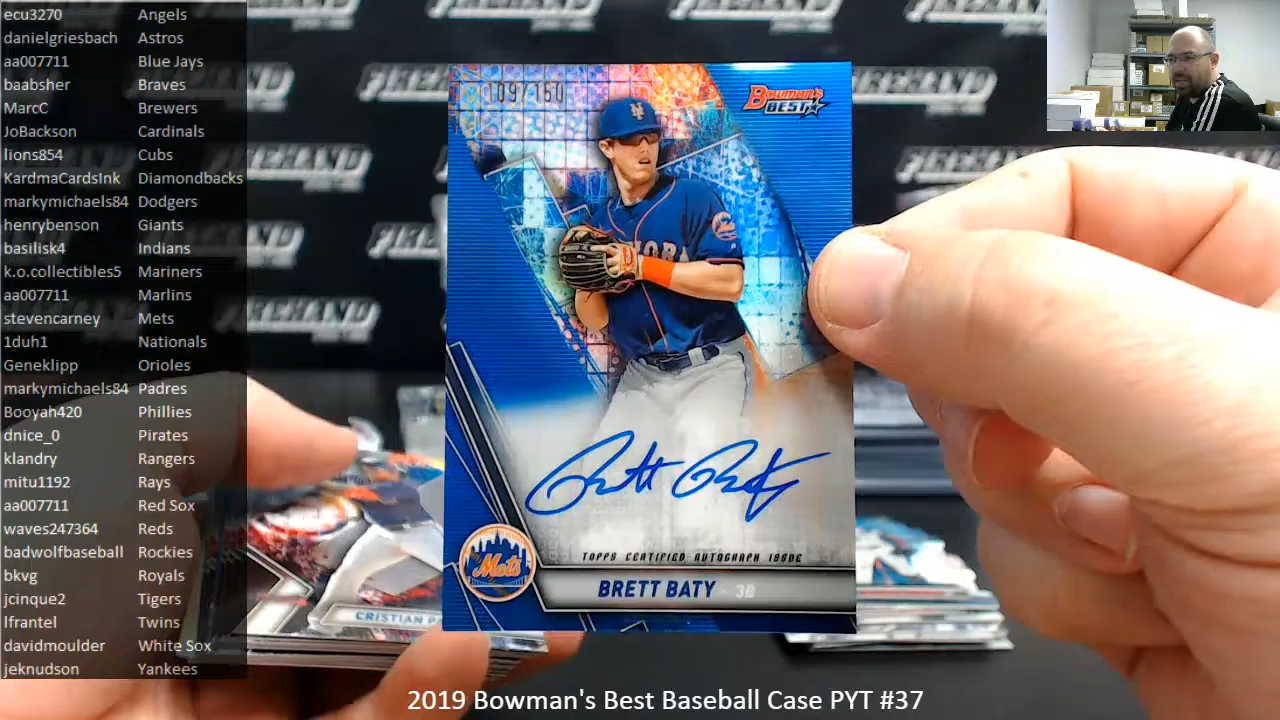 ecu3270 Angels
danielgriesbach Astros
aa007711 Blue Jays
baabsher Braves
MarcC Brewers
JoBackson Cardinals
lions854 Cubs
KardmaCardsInk Diamondbacks
markymichaels84 Dodgers
henrybenson Giants
basilisk4 Indians
k.o.collectibles5 Mariners
aa007711 Marlins
stevencarney Mets
1duh1 Nationals
Geneklipp Orioles
markymichaels84 Padres
Booyah420 Phillies
dnice_0 Pirates
klandry Rangers
mitu1192 Rays
aa007711 Red Sox
waves247364 Reds
badwolfbaseball Rockies
bkvg Royals
jcinque2 Tigers
lfrantel Twins
davidmoulder White Sox
jeknudson Yankees
109/150
Bowman's
BEST
Brett Baty
TOPPS CERTIFIED AUTOGRAPH ISSUE
Mets
BRETT BATY - 3B
CRISTIAN
2019 Bowman's Best Baseball Case PYT #37